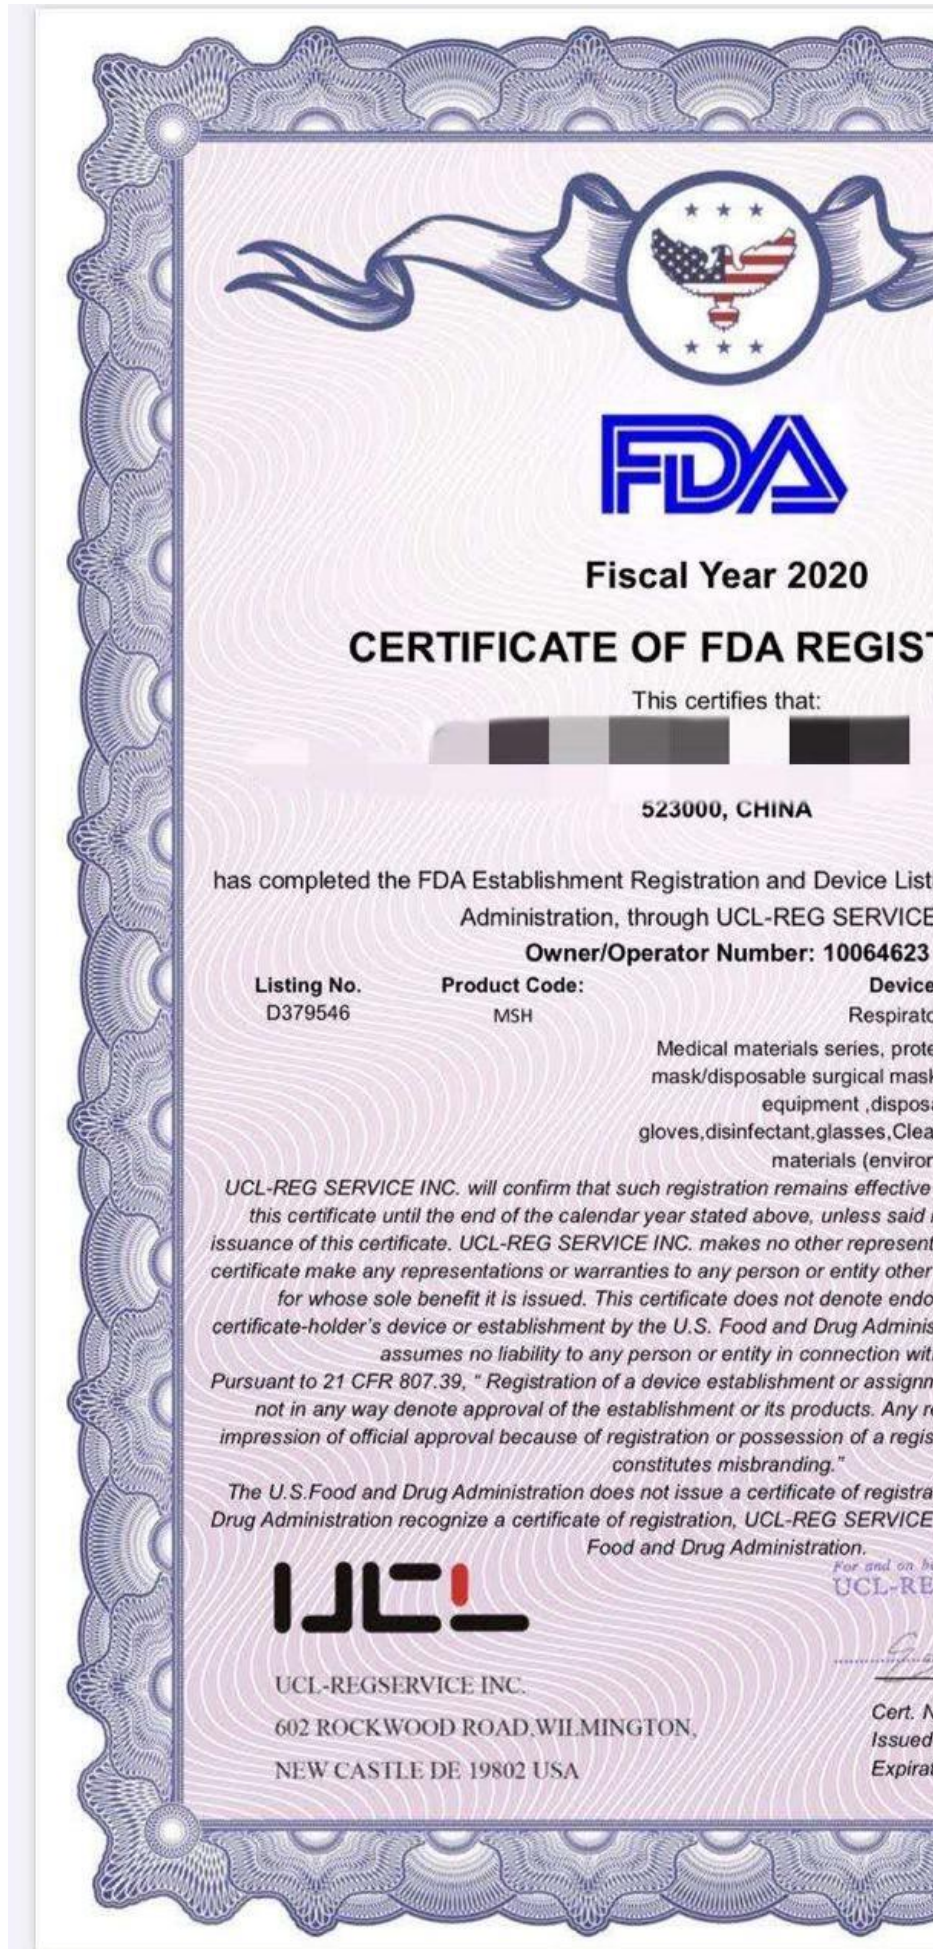 FDA
Fiscal Year 2020
CERTIFICATE OF FDA REGIST
This certifies that:
523000, CHINA
has completed the FDA Establishment Registration and Device List
Administration, through UCL-REG SERVICE
Owner/Operator Number: 10064623
Listing No. Product Code: Device
D379546 MSH Respirato
Medical materials series, prote
mask/disposable surgical mask
equipment ,disposa
gloves,disinfectant,glasses,Clea
materials (environ
UCL-REG SERVICE INC. will confirm that such registration remains effective
this certificate until the end of the calendar year stated above, unless said
issuance of this certificate. UCL-REG SERVICE INC. makes no other represent
certificate make any representations or warranties to any person or entity other
for whose sole benefit it is issued. This certificate does not denote endo
certificate-holder's device or establishment by the U.S. Food and Drug Adminis
assumes no liability to any person or entity in connection wit
Pursuant to 21 CFR 807.39, " Registration of a device establishment or assignm
not in any way denote approval of the establishment or its products. Any re
impression of official approval because of registration or possession of a regis
constitutes misbranding."
The U.S.Food and Drug Administration does not issue a certificate of registra
Drug Administration recognize a certificate of registration, UCL-REG SERVICE
Food and Drug Administration.
For and on be
UCL-RE
UCL
UCL-REGSERVICE INC.
602 ROCKWOOD ROAD,WILMINGTON,
NEW CASTLE DE 19802 USA
Cert. N
Issued
Expirat